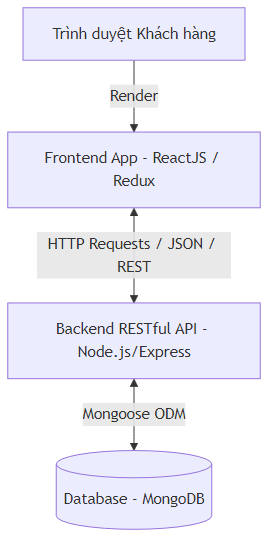 Trình duyệt Khách hàng
Render
Frontend App - ReactJS /
Redux
HTTP Requests / JSON /
REST
Backend RESTful API -
Node.js/Express
Mongoose ODM
Database - MongoDB